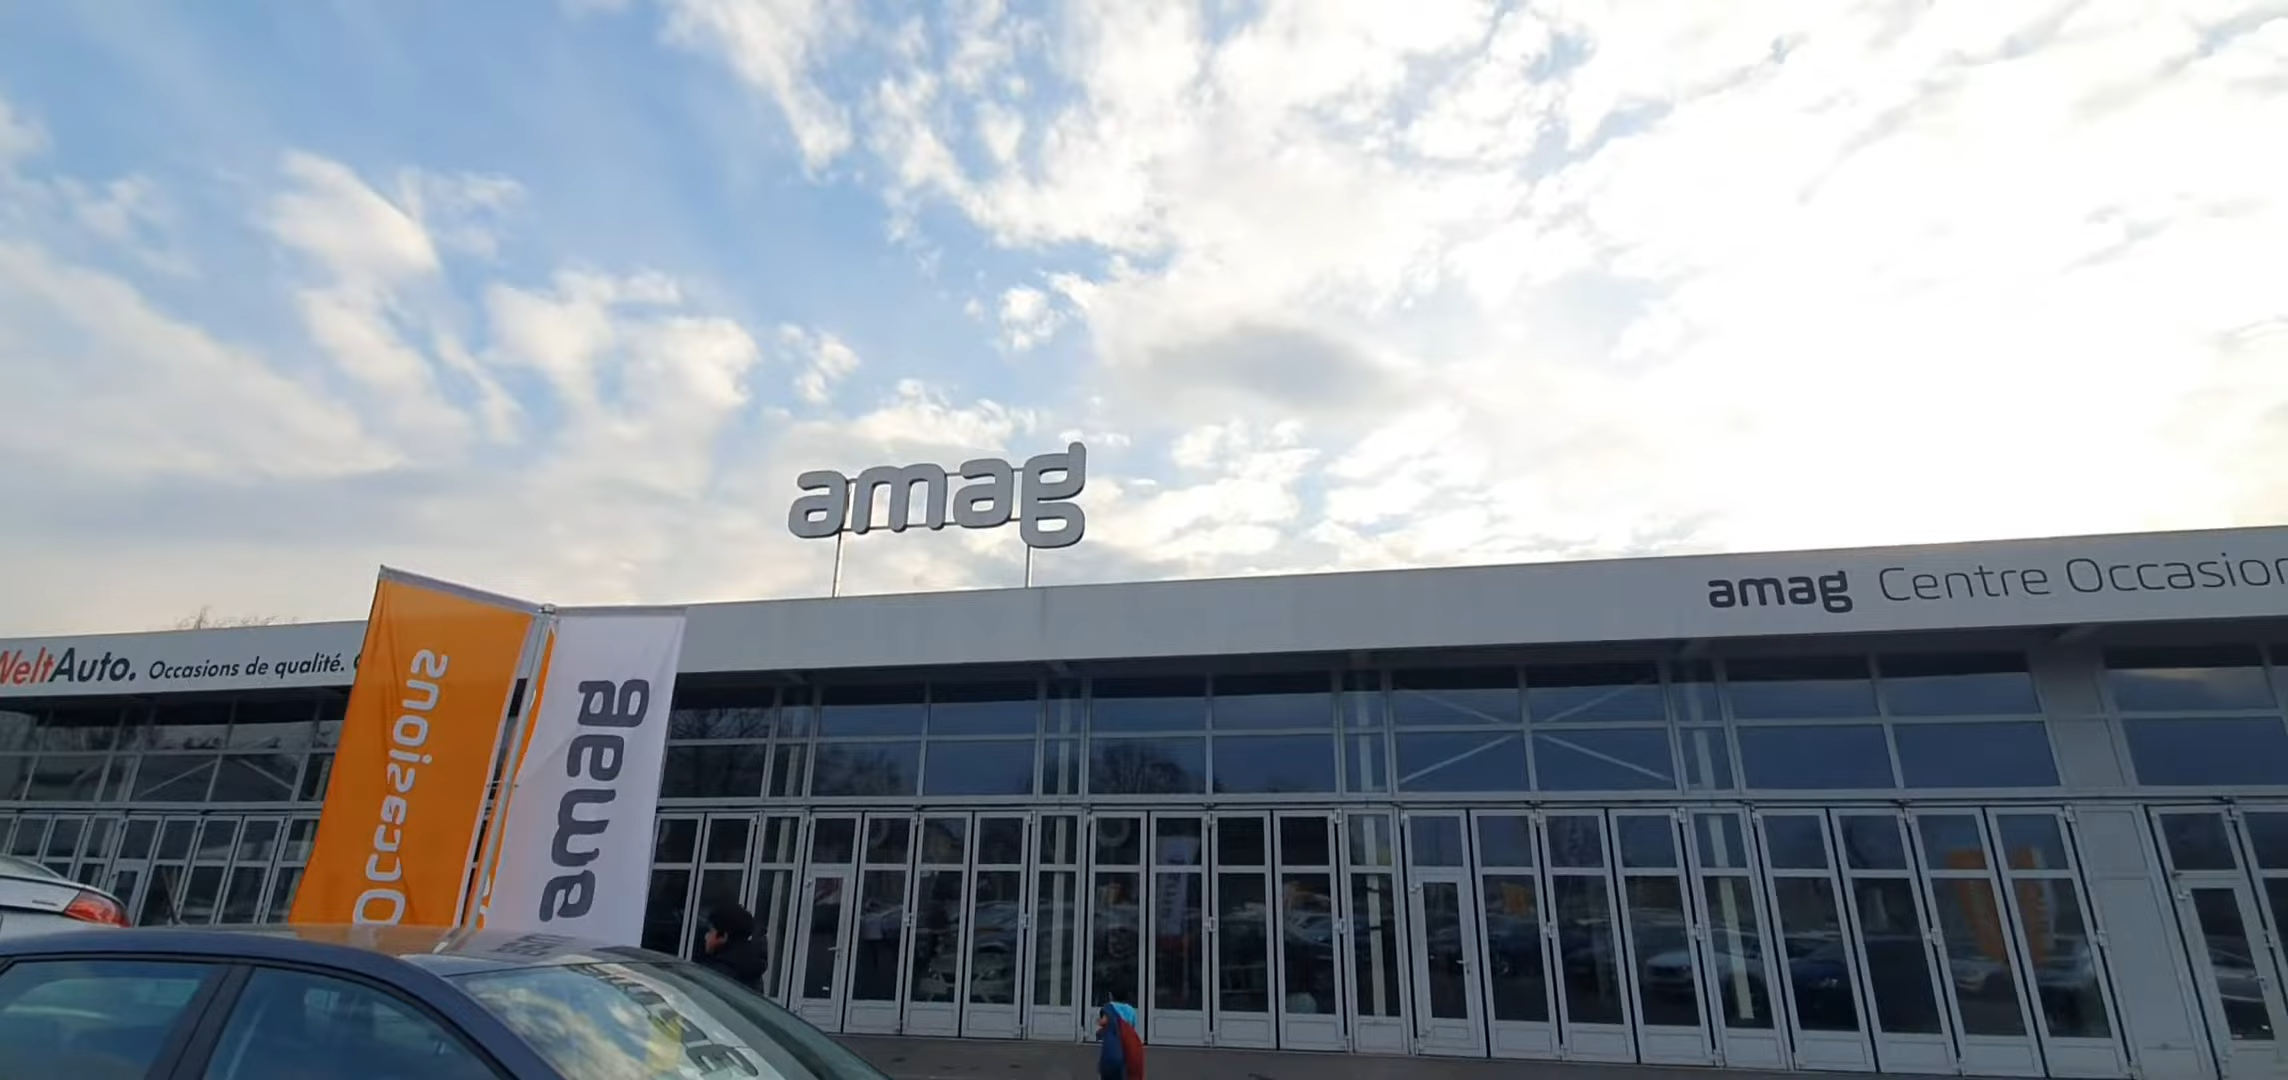 amag
amag Centre Occasion
WeltAuto. Occasions de qualité.
Occasions
amag